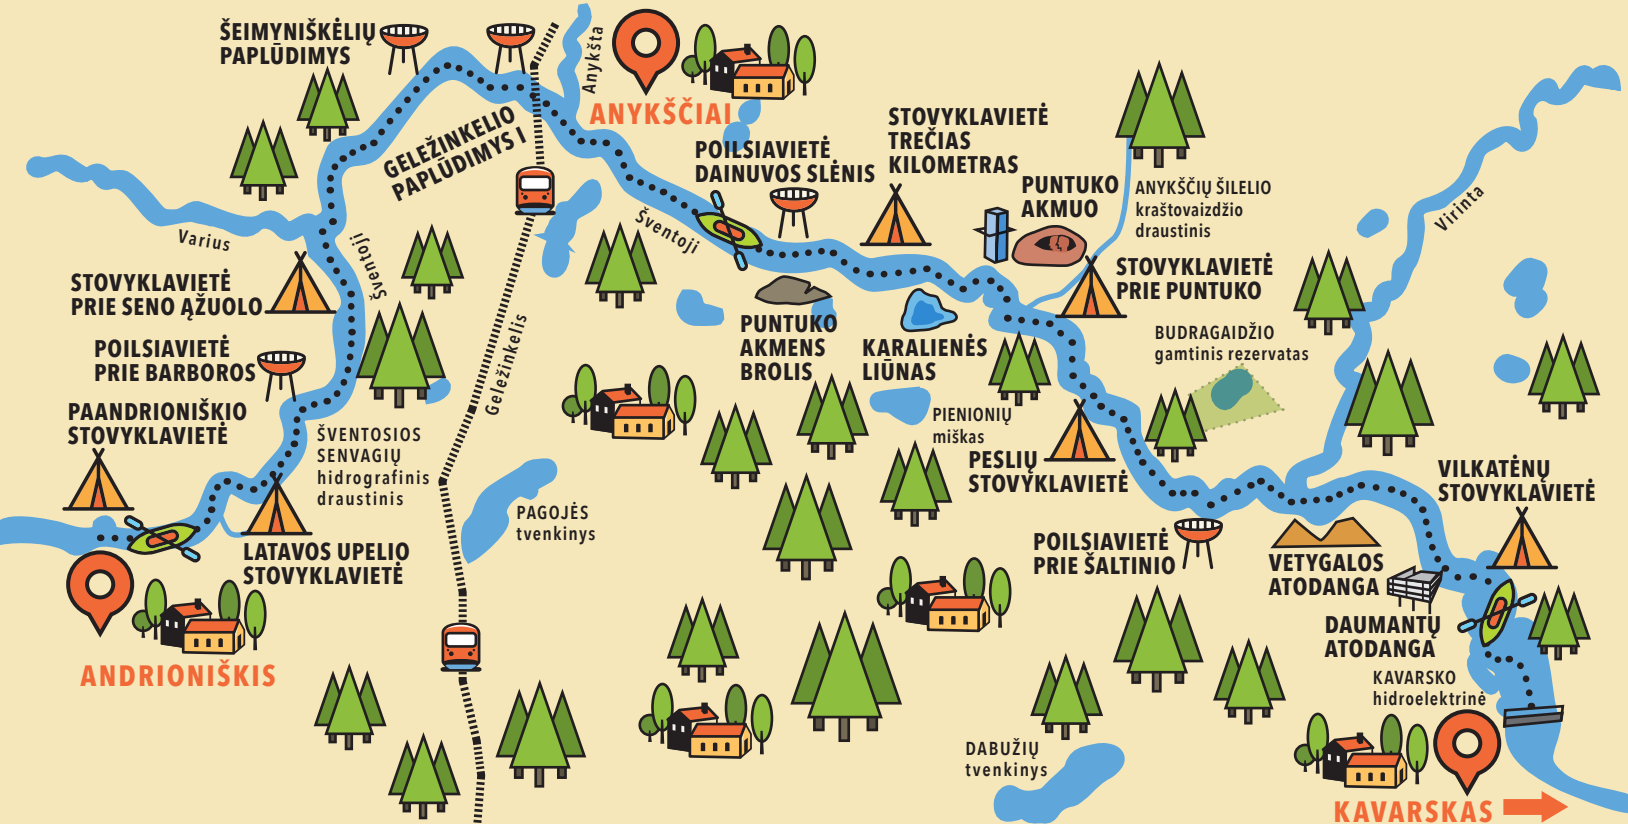 ŠEIMYNIŠKĖLIŲ
PAPLŪDIMYS
GELEŽINKELIO
PAPLŪDIMYS I
Anykšta
ANYKŠČIAI
POILSIAVIETĖ
DAINUVOS SLĖNIS
STOVYKLAVIETĖ
TREČIAS
KILOMETRAS
PUNTUKO
AKMUO
ANYKŠČIŲ ŠILELIO
kraštovaizdžio
draustinis
Virinta
Varius
Šventoji
Šventoji
STOVYKLAVIETĖ
PRIE SENO ĄŽUOLO
STOVYKLAVIETĖ
PRIE PUNTUKO
PUNTUKO
AKMENS
BROLIS
KARALIENĖS
LIŪNAS
BUDRAGAIDŽIO
gamtinis rezervatas
POILSIAVIETĖ
PRIE BARBOROS
Geležinkelis
PAANDRIONIŠKIO
STOVYKLAVIETĖ
ŠVENTOSIOS
SENVAGIŲ
hidrografinis
draustinis
PIENIONIŲ
miškas
PESLIŲ
STOVYKLAVIETĖ
VILKATĖNŲ
STOVYKLAVIETĖ
PAGOJĖS
tvenkinys
LATAVOS UPELIO
STOVYKLAVIETĖ
POILSIAVIETĖ
PRIE ŠALTINIO
VETYGALOS
ATODANGA
DAUMANTŲ
ATODANGA
ANDRIONIŠKIS
KAVARSKO
hidroelektrinė
DABUŽIŲ
tvenkinys
KAVARSKAS